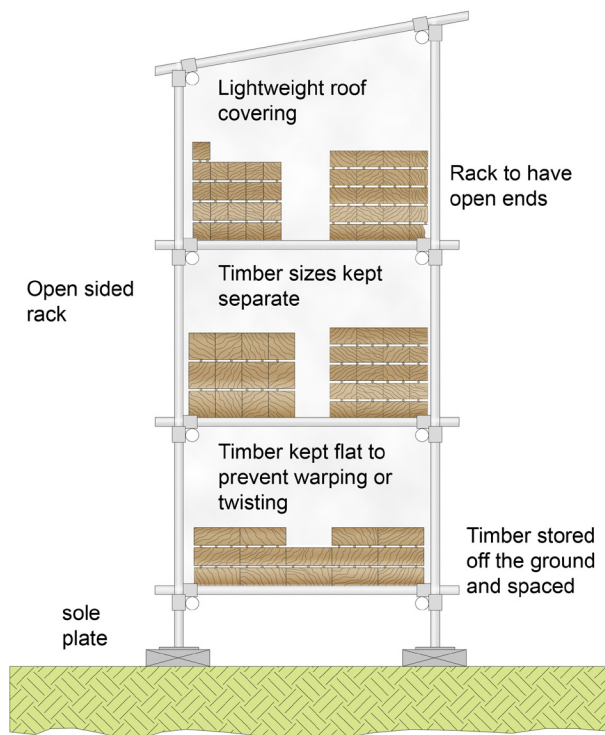 Lightweight roof
covering
Rack to have
open ends
Open sided
rack
Timber sizes kept
separate
Timber kept flat to
prevent warping or
twisting
Timber stored
off the ground
and spaced
sole
plate